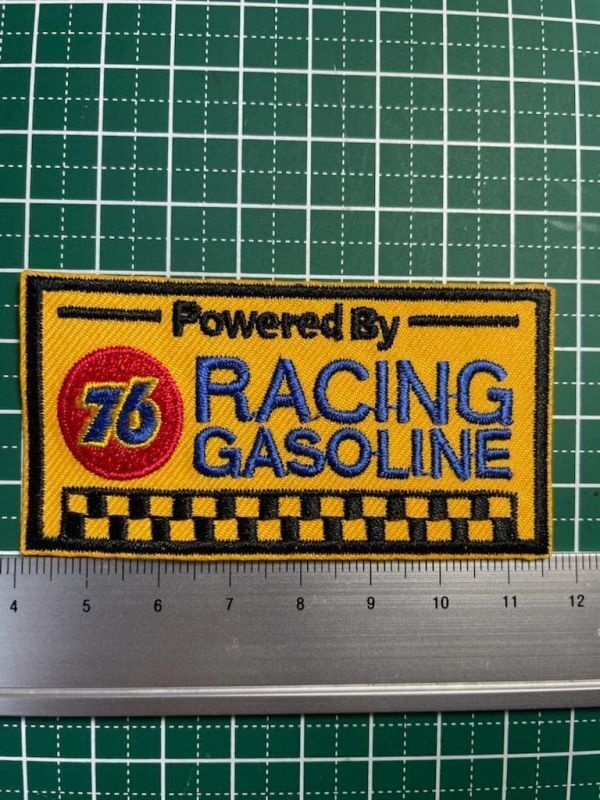 Powered By
76
RACING
GASOLINE
4 5 6 7 8 9 10 11 12